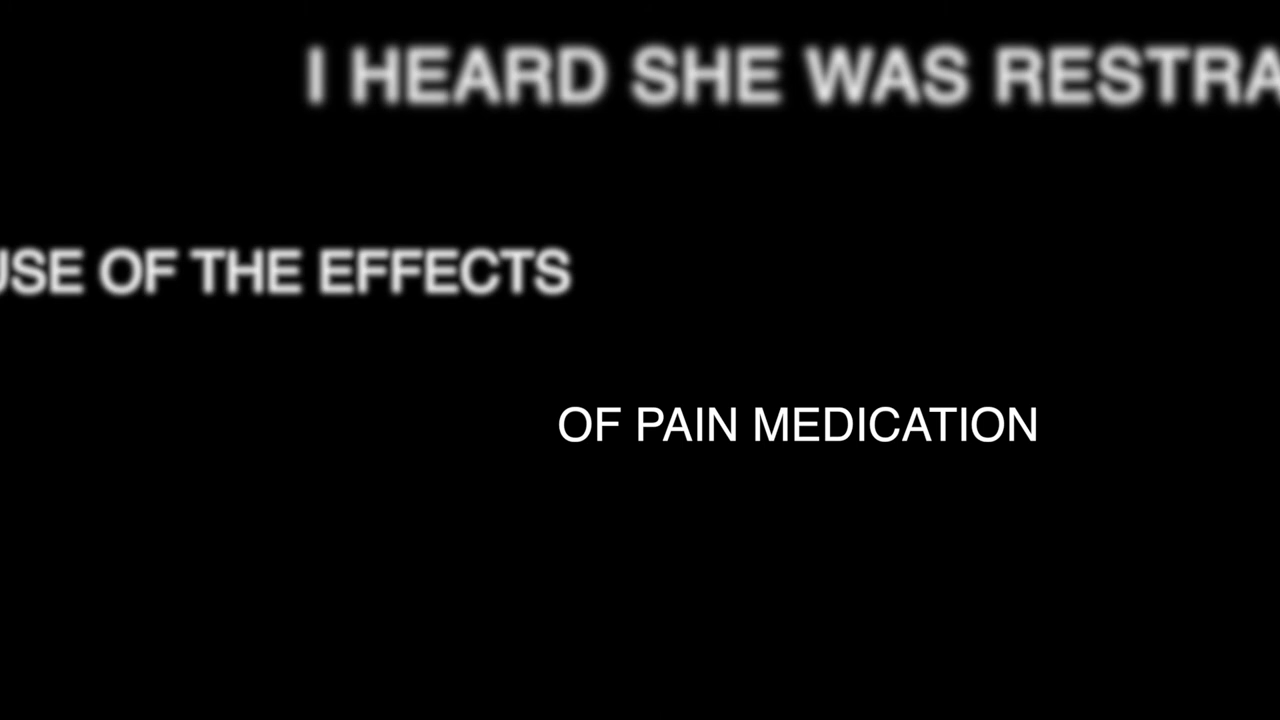 I HEARD SHE WAS RESTRA
USE OF THE EFFECTS
OF PAIN MEDICATION